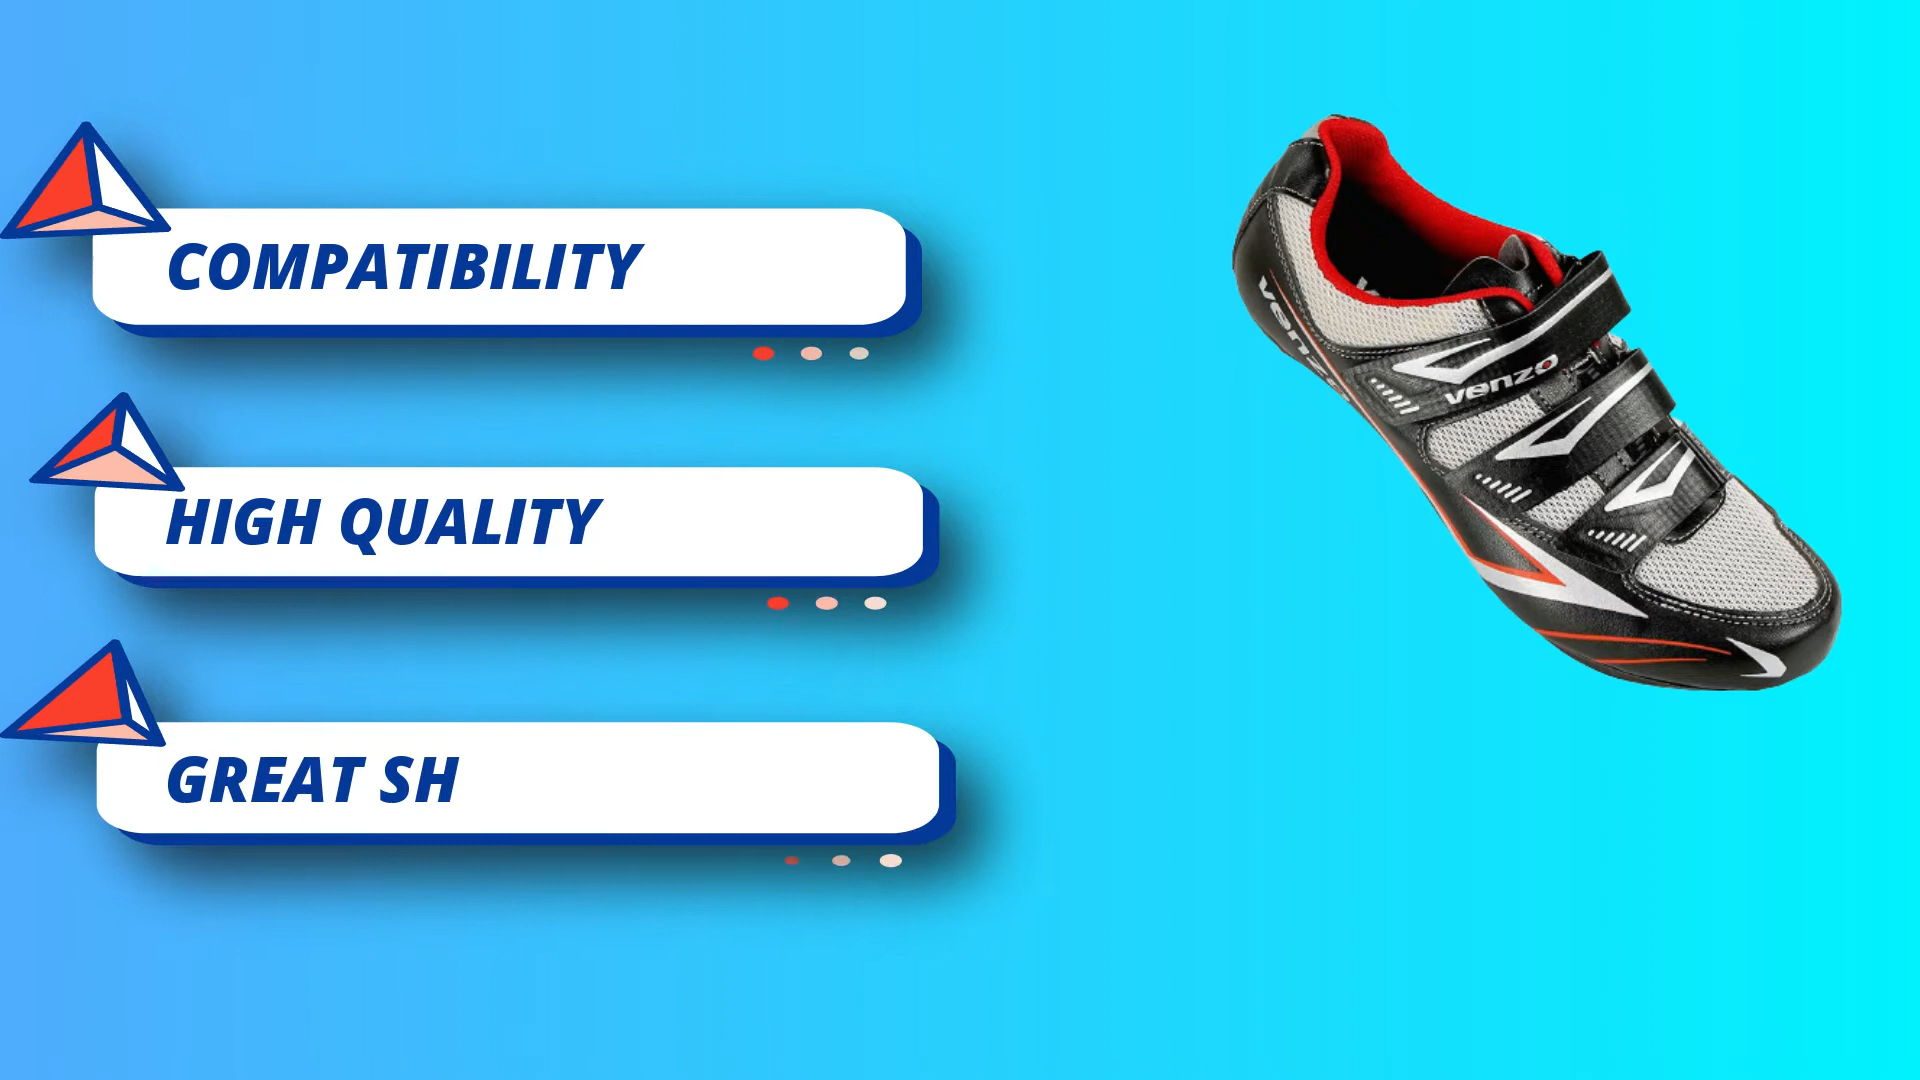 COMPATIBILITY
HIGH QUALITY
GREAT SH
venzo
venzo